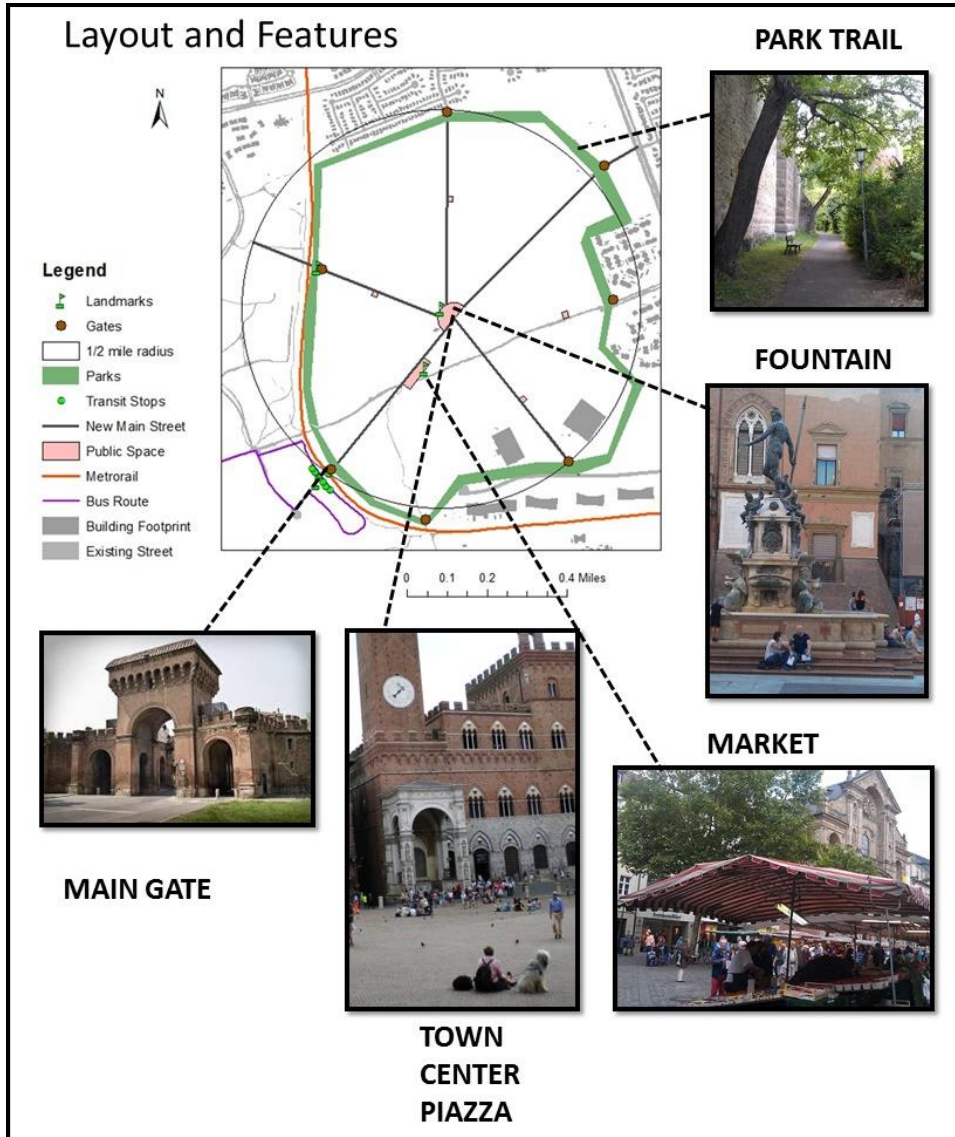 Layout and Features
PARK TRAIL
N
Legend
Landmarks
Gates
1/2 mile radius
Parks
Transit Stops
New Main Street
Public Space
Metrorail
Bus Route
Building Footprint
Existing Street
0 0.1 0.2 0.4 Miles
FOUNTAIN
MARKET
MAIN GATE
TOWN
CENTER
PIAZZA